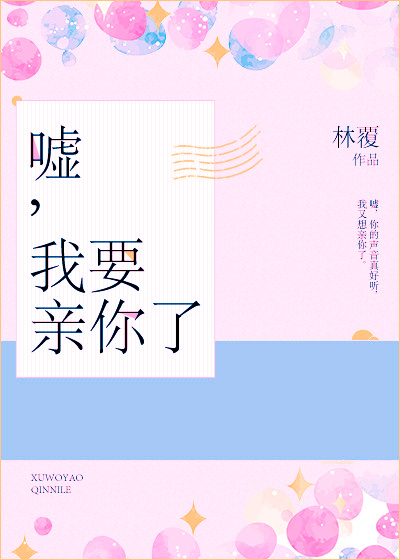 嘘
，
我要
亲你了
林覆
作品
嘘，你的声音真好听，
我又想亲你了。
XUWOYAO
QINNILE